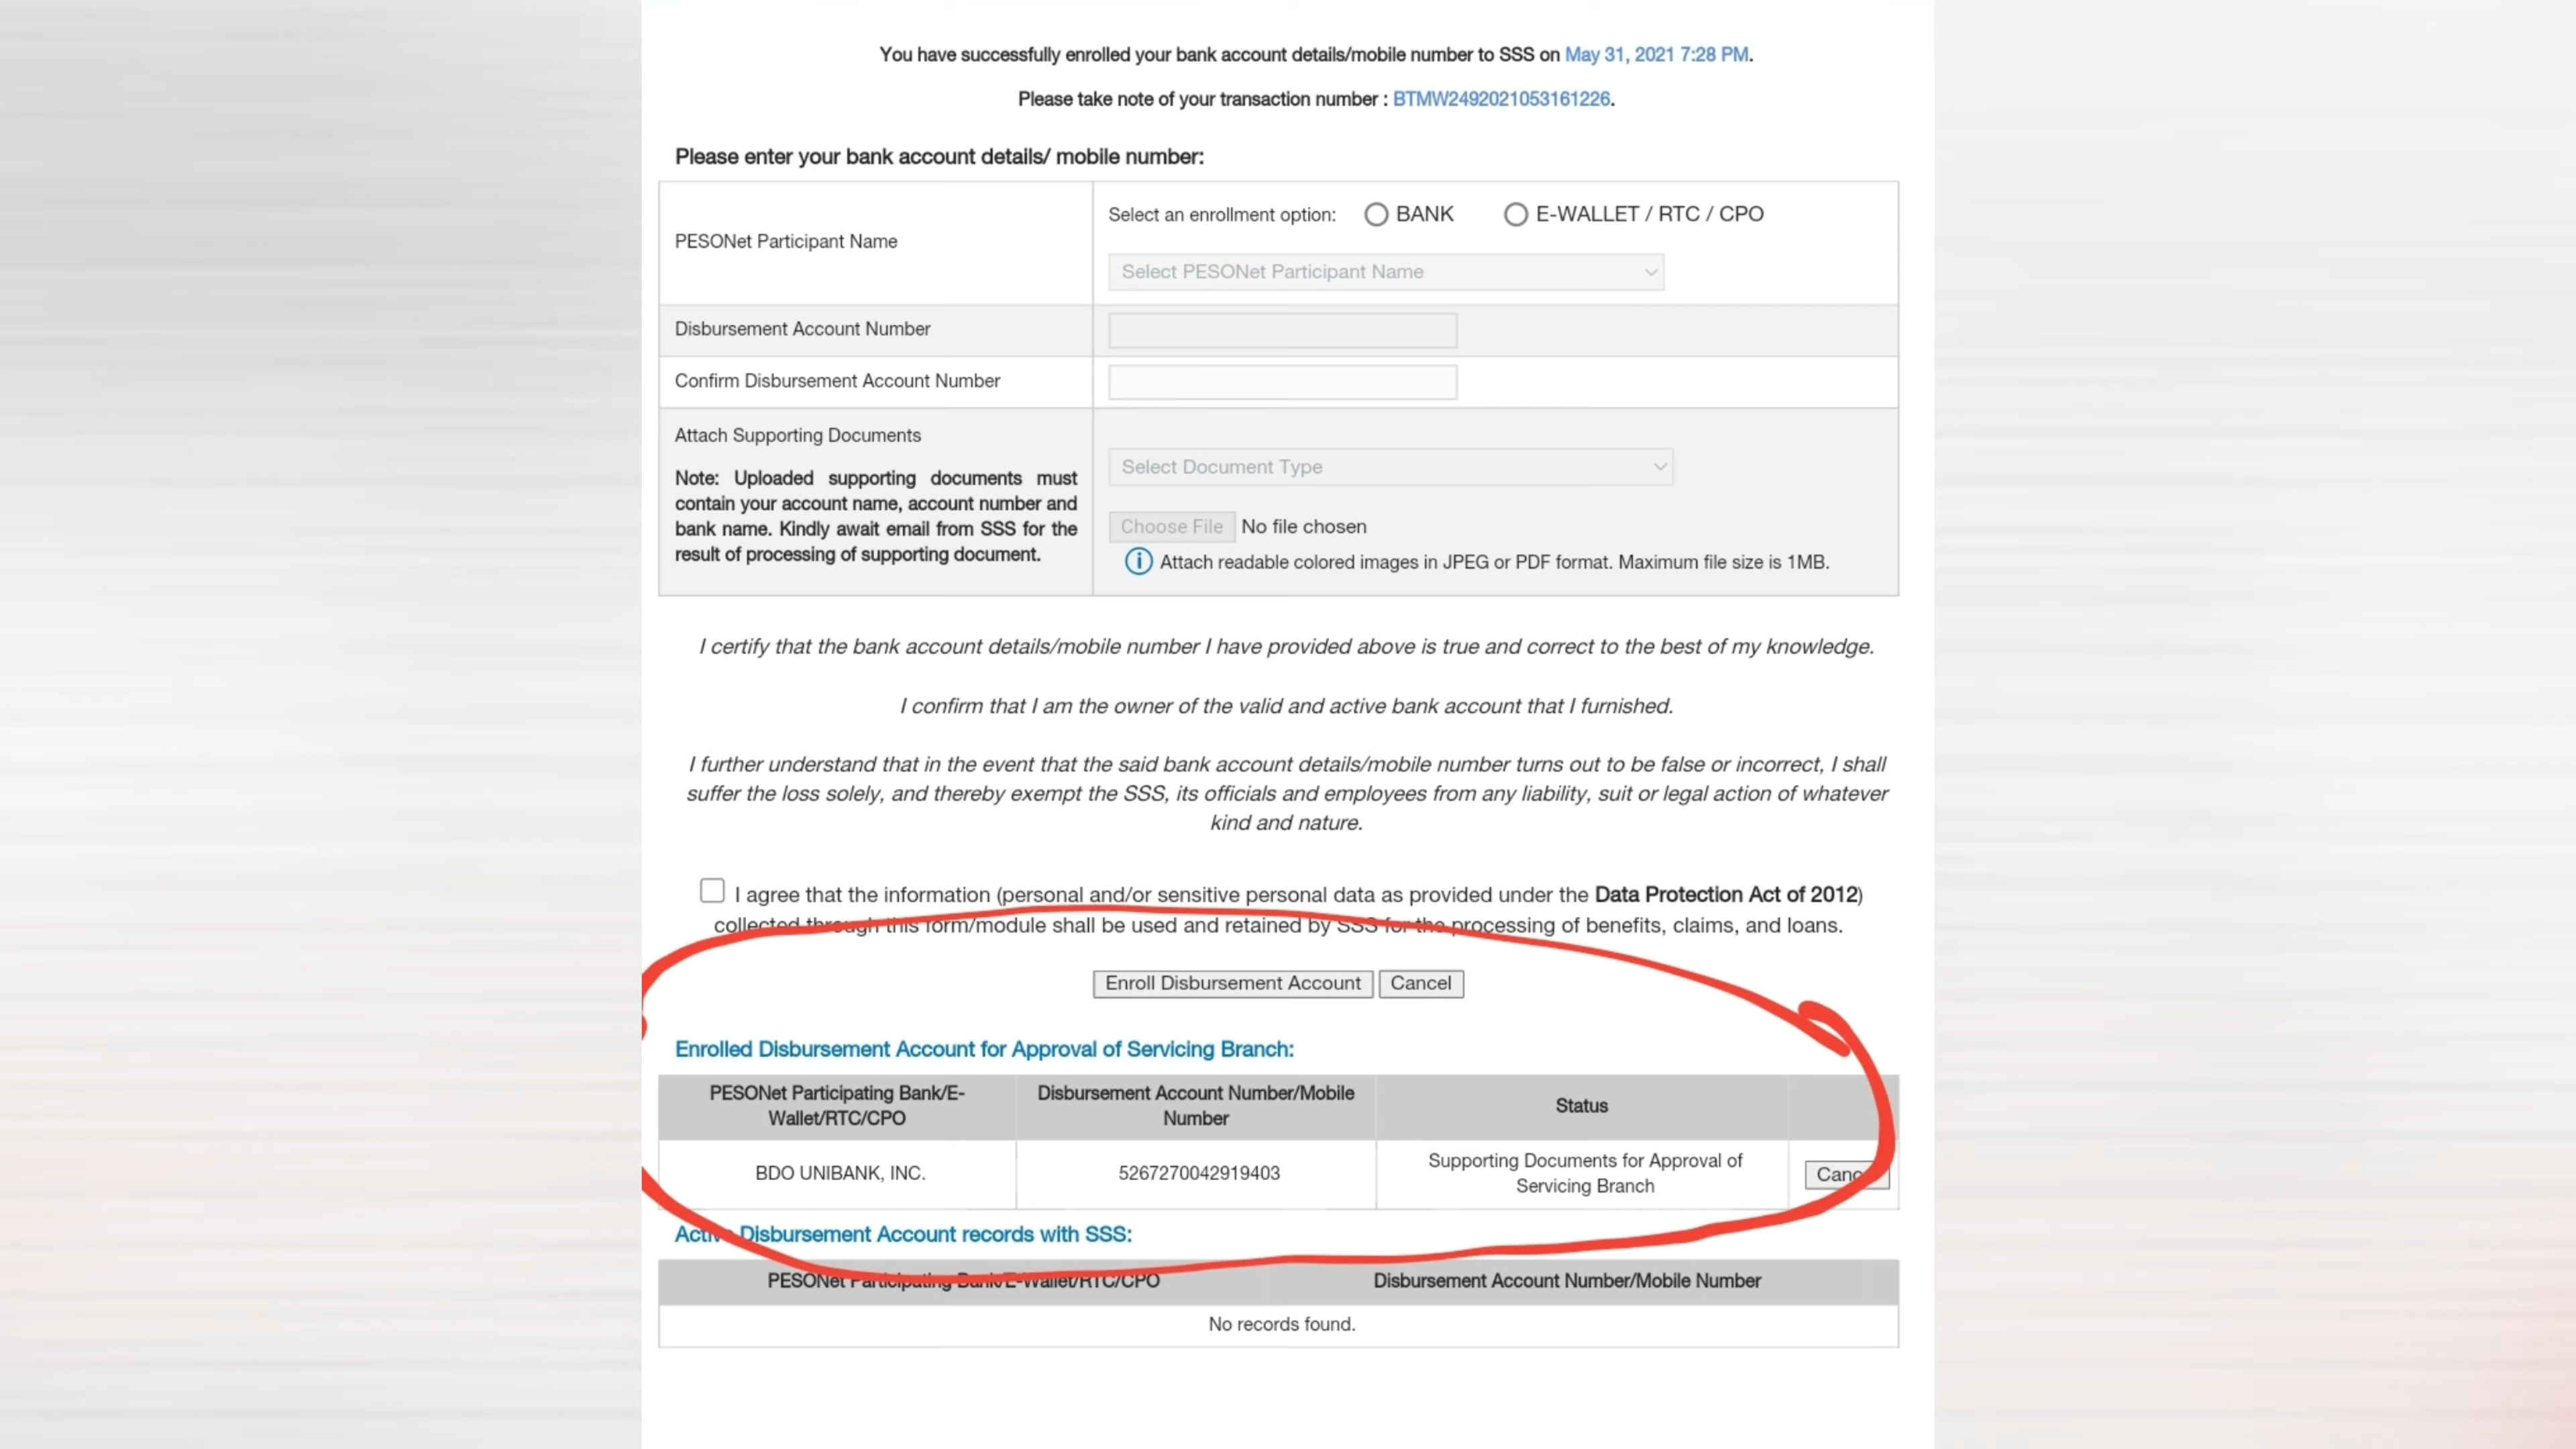 You have successfully enrolled your bank account details/mobile number to SSS on May 31, 2021 7:28 PM.
Please take note of your transaction number : BTMW2492021053161226.
Please enter your bank account details/ mobile number:
PESONet Participant Name
Select an enrollment option: BANK E-WALLET / RTC / CPO
Select PESONet Participant Name
Disbursement Account Number
Confirm Disbursement Account Number
Attach Supporting Documents
Note: Uploaded supporting documents must
contain your account name, account number and
bank name. Kindly await email from SSS for the
result of processing of supporting document.
Select Document Type
Choose File No file chosen
Attach readable colored images in JPEG or PDF format. Maximum file size is 1MB.
I certify that the bank account details/mobile number I have provided above is true and correct to the best of my knowledge.
I confirm that I am the owner of the valid and active bank account that I furnished.
I further understand that in the event that the said bank account details/mobile number turns out to be false or incorrect, I shall
suffer the loss solely, and thereby exempt the SSS, its officials and employees from any liability, suit or legal action of whatever
kind and nature.
I agree that the information (personal and/or sensitive personal data as provided under the Data Protection Act of 2012)
collected through this form/module shall be used and retained by SSS for the processing of benefits, claims, and loans.
Enroll Disbursement Account Cancel
Enrolled Disbursement Account for Approval of Servicing Branch:
PESONet Participating Bank/E-
Wallet/RTC/CPO
Disbursement Account Number/Mobile
Number
Status
BDO UNIBANK, INC.
5267270042919403
Supporting Documents for Approval of
Servicing Branch
Cancel
Active Disbursement Account records with SSS:
PESONet Participating Bank/E-Wallet/RTC/CPO Disbursement Account Number/Mobile Number
No records found.